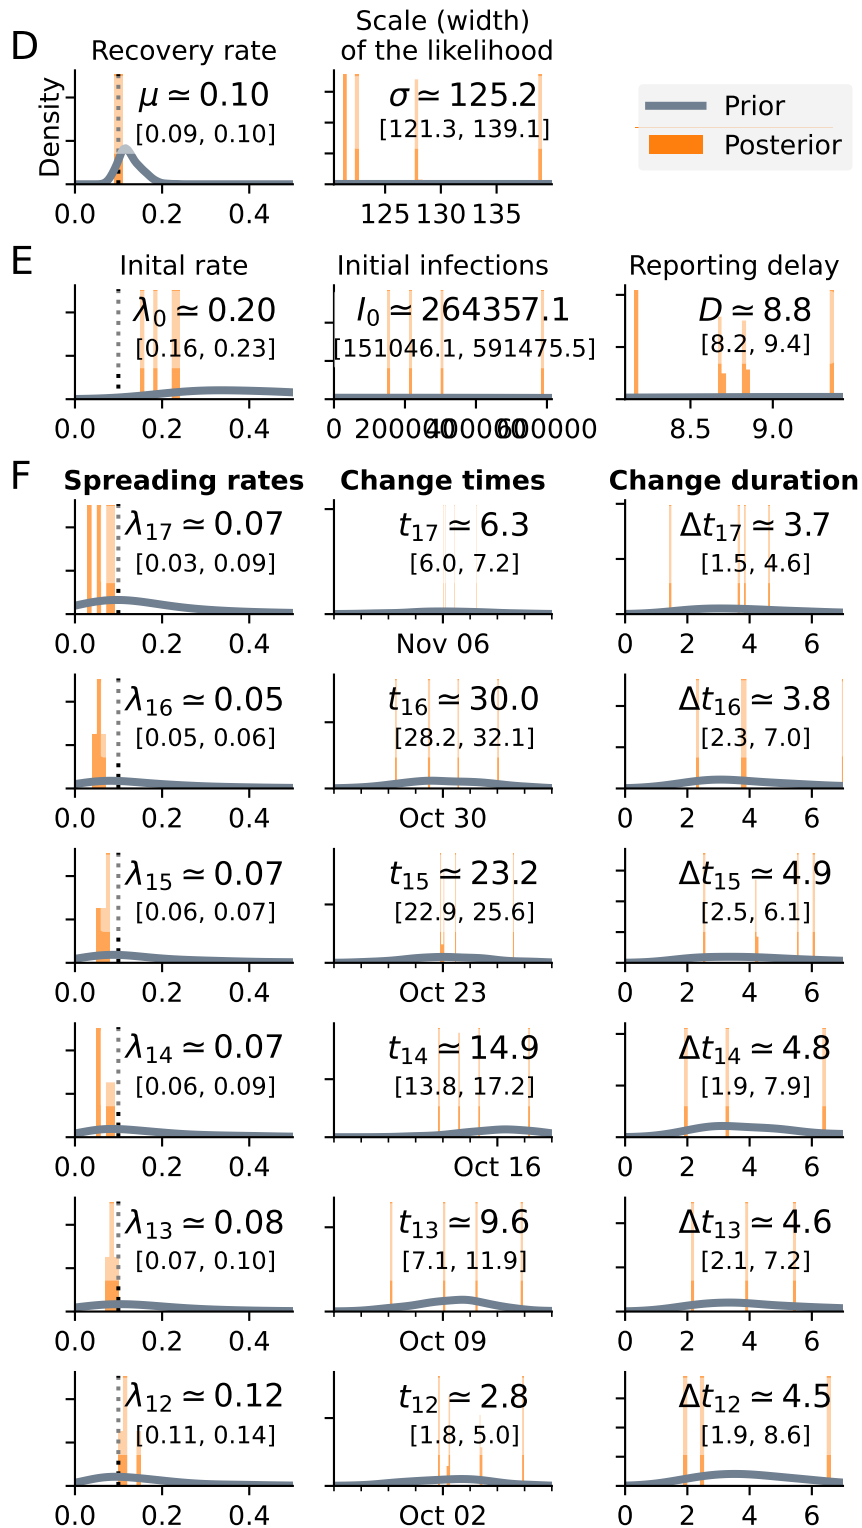 D
Recovery rate
Scale (width)
of the likelihood
Density
μ ≃ 0.10
[0.09, 0.10]
σ ≃ 125.2
[121.3, 139.1]
Prior
Posterior
0.0 0.2 0.4
125 130 135
E
Inital rate
Initial infections
Reporting delay
λ0 ≃ 0.20
[0.16, 0.23]
I0 ≃ 264357.1
[151046.1, 591475.5]
D ≃ 8.8
[8.2, 9.4]
0.0 0.2 0.4
0 200000 400000 600000
8.5 9.0
F
Spreading rates
Change times
Change duration
λ17 ≃ 0.07
[0.03, 0.09]
t17 ≃ 6.3
[6.0, 7.2]
Δt17 ≃ 3.7
[1.5, 4.6]
0.0 0.2 0.4
Nov 06
0 2 4 6
λ16 ≃ 0.05
[0.05, 0.06]
t16 ≃ 30.0
[28.2, 32.1]
Δt16 ≃ 3.8
[2.3, 7.0]
0.0 0.2 0.4
Oct 30
0 2 4 6
λ15 ≃ 0.07
[0.06, 0.07]
t15 ≃ 23.2
[22.9, 25.6]
Δt15 ≃ 4.9
[2.5, 6.1]
0.0 0.2 0.4
Oct 23
0 2 4 6
λ14 ≃ 0.07
[0.06, 0.09]
t14 ≃ 14.9
[13.8, 17.2]
Δt14 ≃ 4.8
[1.9, 7.9]
0.0 0.2 0.4
Oct 16
0 2 4 6
λ13 ≃ 0.08
[0.07, 0.10]
t13 ≃ 9.6
[7.1, 11.9]
Δt13 ≃ 4.6
[2.1, 7.2]
0.0 0.2 0.4
Oct 09
0 2 4 6
λ12 ≃ 0.12
[0.11, 0.14]
t12 ≃ 2.8
[1.8, 5.0]
Δt12 ≃ 4.5
[1.9, 8.6]
0.0 0.2 0.4
Oct 02
0 2 4 6